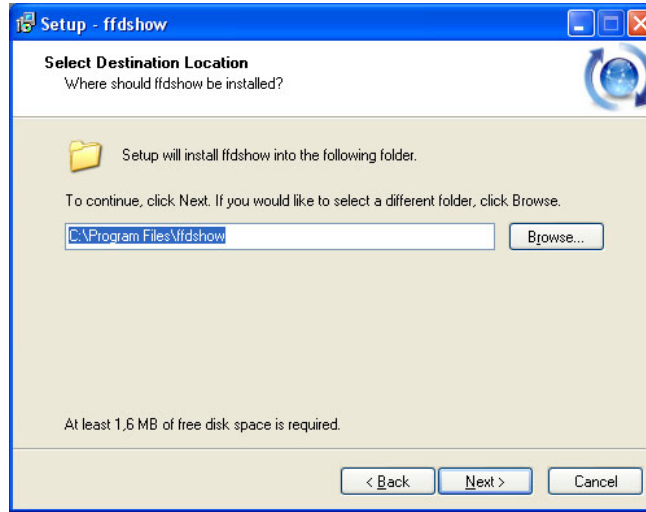 Setup - ffdshow
Select Destination Location
Where should ffdshow be installed?
Setup will install ffdshow into the following folder.
To continue, click Next. If you would like to select a different folder, click Browse.
C:\Program Files\ffdshow
Browse...
At least 1,6 MB of free disk space is required.
< Back
Next >
Cancel